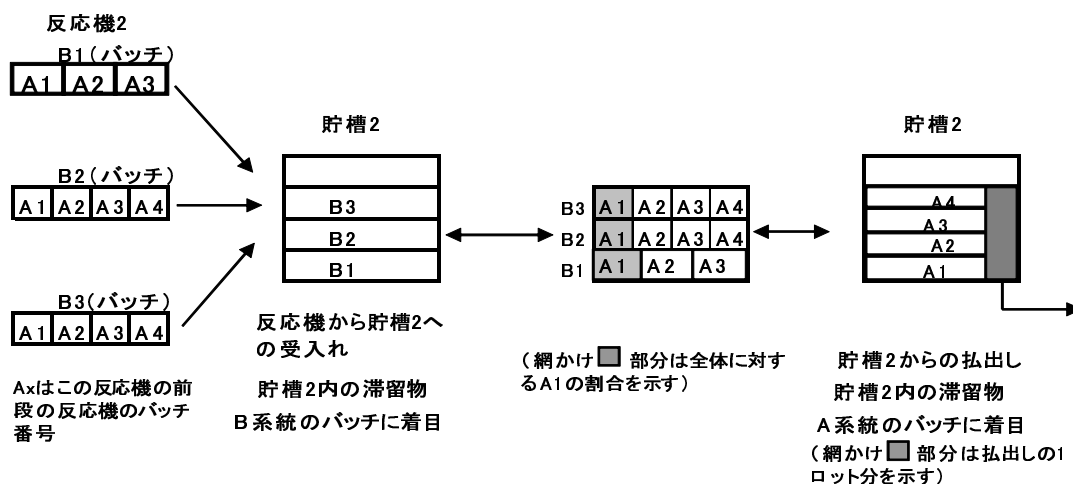 反応機2
B1(バッチ)
A1 A2 A3
B2(バッチ)
A1 A2 A3 A4
B3(バッチ)
A1 A2 A3 A4
Axはこの反応機の前
段の反応機のバッチ
番号
貯槽2
B3
B2
B1
反応機から貯槽2へ
の受入れ
貯槽2内の滞留物
B系統のバッチに着目
B3 A1 A2 A3 A4
B2 A1 A2 A3 A4
B1 A1 A2 A3
(網かけ 部分は全体に対す
るA1の割合を示す)
貯槽2
A4
A3
A2
A1
貯槽2からの払出し
貯槽2内の滞留物
A系統のバッチに着目
(網かけ 部分は払出しの1
ロット分を示す)